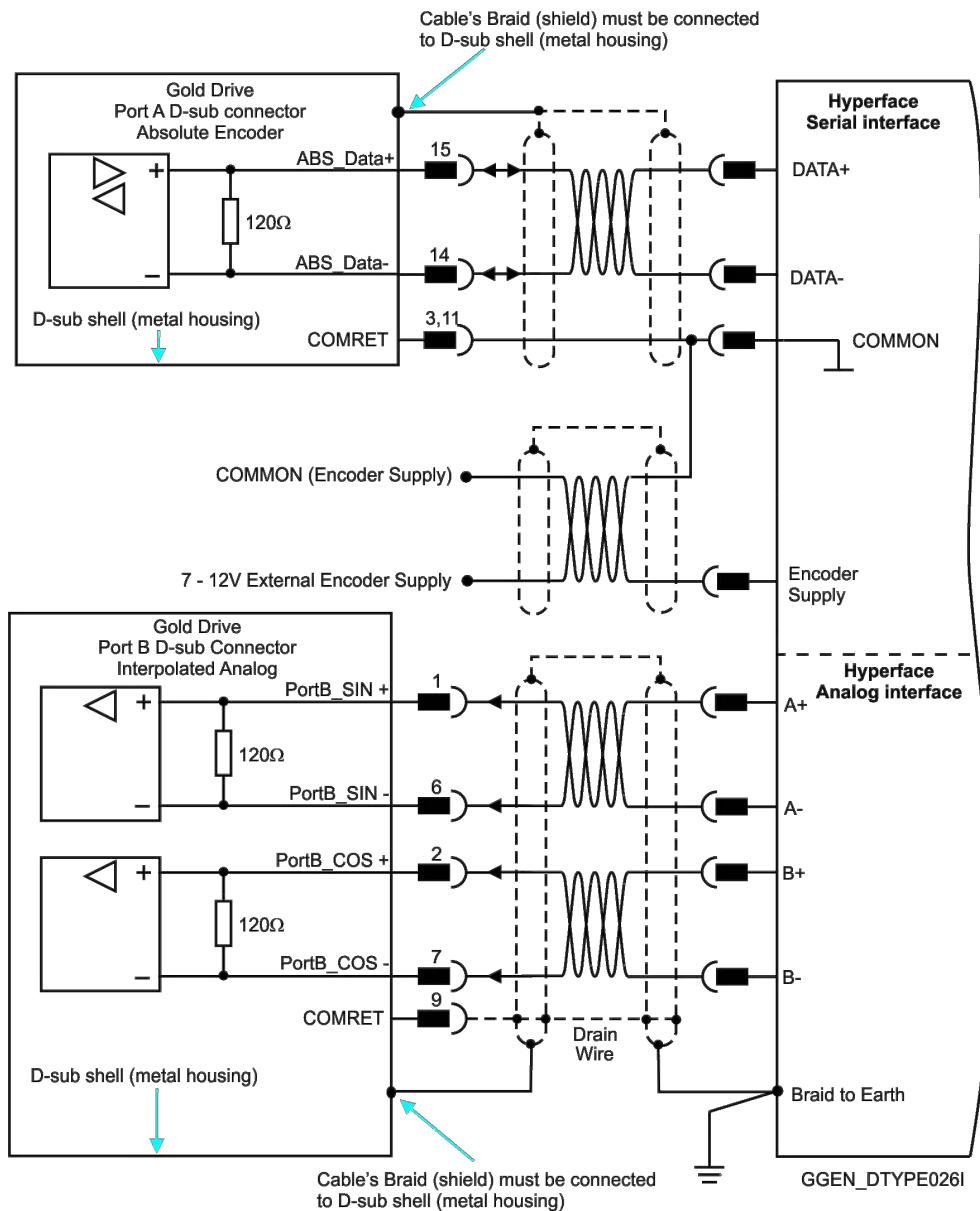 Cable's Braid (shield) must be connected
to D-sub shell (metal housing)
Gold Drive
Port A D-sub connector
Absolute Encoder
Hyperface
Serial interface
+
ABS_Data+
15
DATA+
120Ω
−
ABS_Data-
14
DATA-
D-sub shell (metal housing)
COMRET
3,11
COMMON
COMMON (Encoder Supply)
7 - 12V External Encoder Supply
Encoder
Supply
Gold Drive
Port B D-sub Connector
Interpolated Analog
Hyperface
Analog interface
+
PortB_SIN +
1
A+
120Ω
−
PortB_SIN -
6
A-
+
PortB_COS +
2
B+
120Ω
−
PortB_COS -
7
B-
COMRET
9
Drain
Wire
D-sub shell (metal housing)
Braid to Earth
Cable's Braid (shield) must be connected
to D-sub shell (metal housing)
GGEN_DTYPE026I